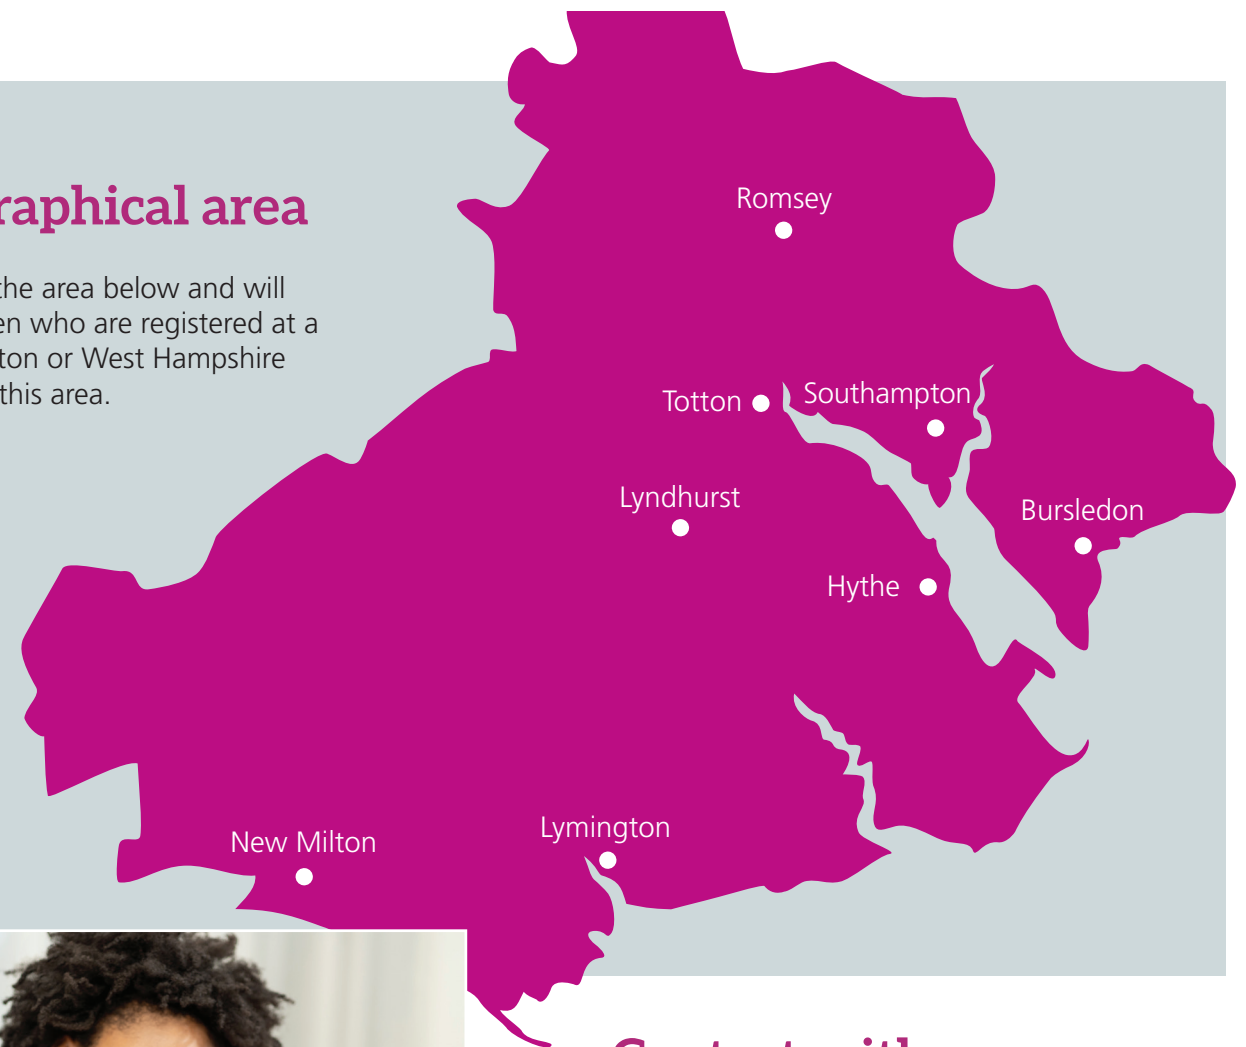 raphical area
the area below and will
en who are registered at a
ton or West Hampshire
this area.
Romsey
Totton
Southampton
Lyndhurst
Bursledon
Hythe
New Milton
Lymington